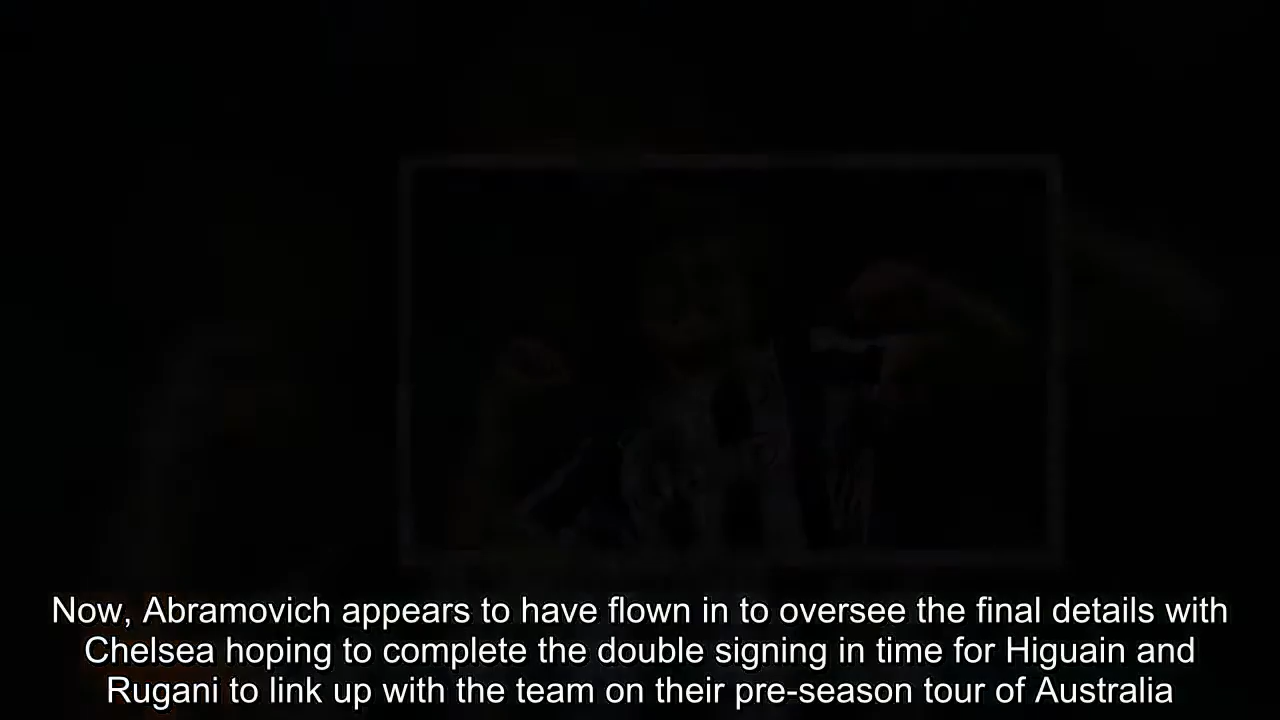 Now, Abramovich appears to have flown in to oversee the final details with
Chelsea hoping to complete the double signing in time for Higuain and
Rugani to link up with the team on their pre-season tour of Australia